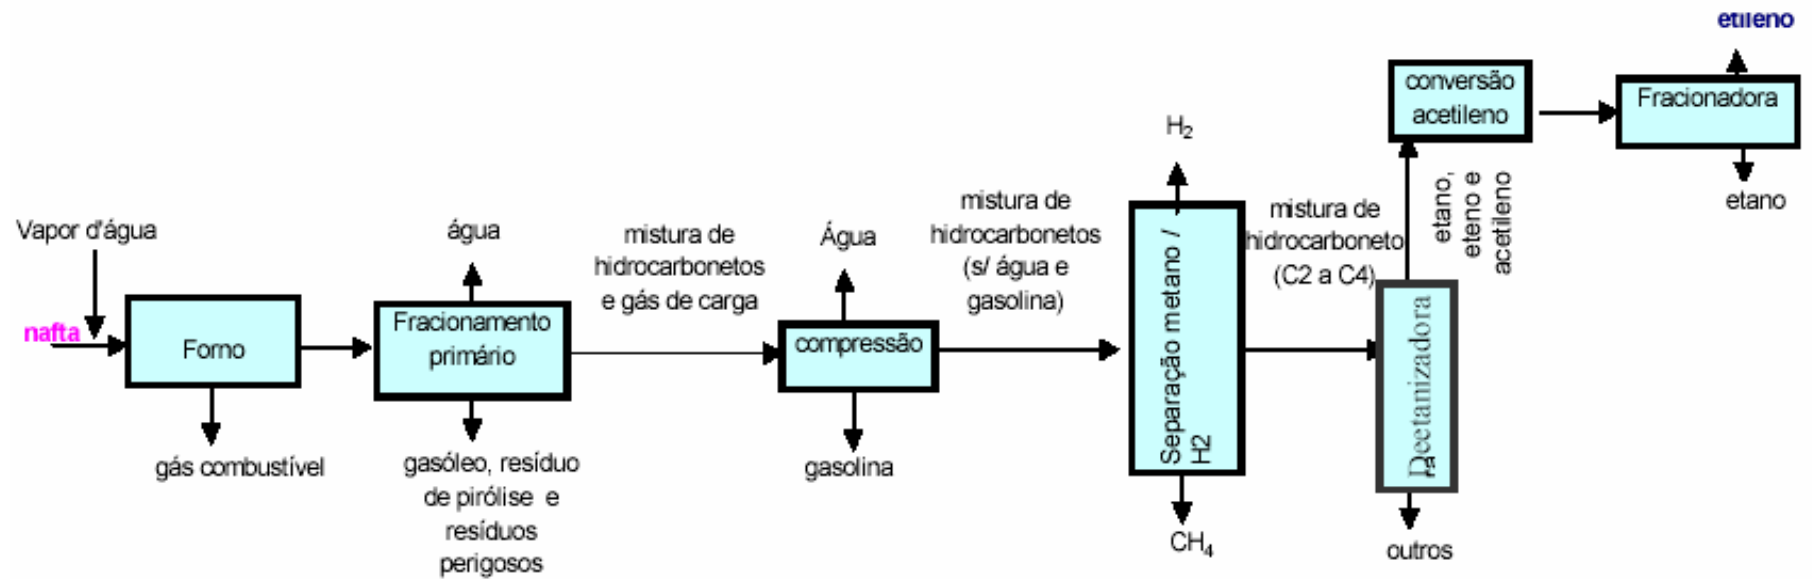 etileno
conversão
acetileno
Fracionadora
H2
etano,
eteno e
acetileno
etano
Vapor d'água
água
mistura de
hidrocarbonetos
e gás de carga
Água
mistura de
hidrocarbonetos
(s/ água e
gasolina)
mistura de
hidrocarboneto
(C2 a C4)
nafta
Forno
Fracionamento
primário
compressão
Separação metano /
H2
Deetanizadora
gás combustível
gasóleo, resíduo
de pirólise e
resíduos
perigosos
gasolina
CH4
outros